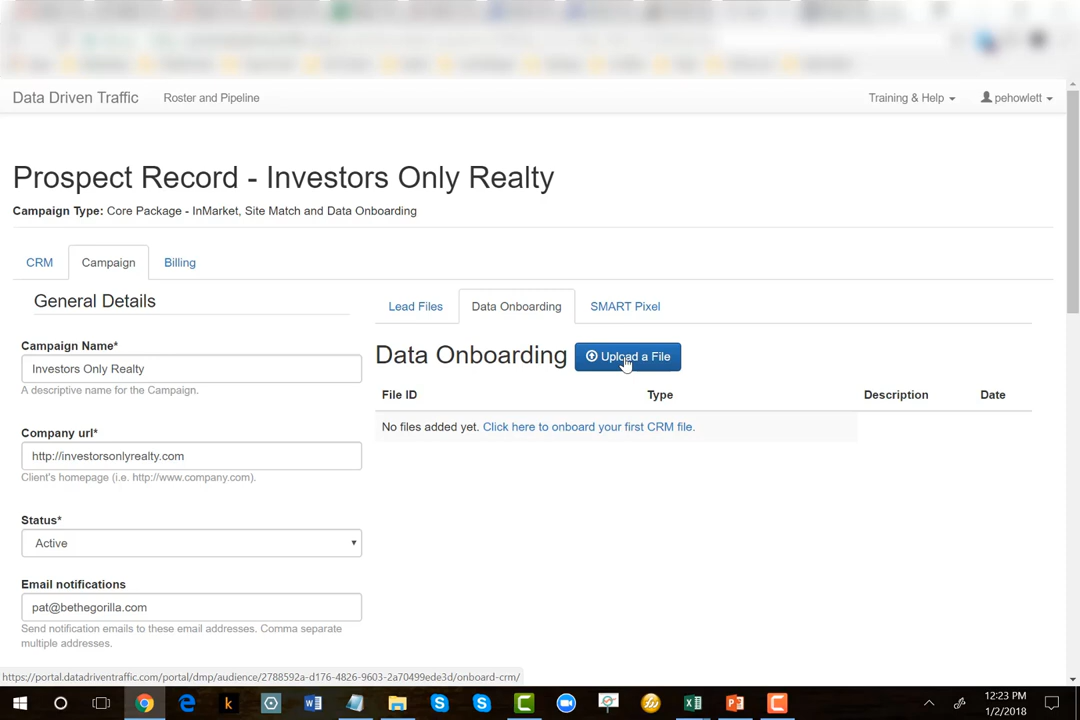 Data Driven Traffic Roster and Pipeline Training & Help pehowlett
Prospect Record - Investors Only Realty
Campaign Type: Core Package - InMarket, Site Match and Data Onboarding
CRM Campaign Billing
General Details
Campaign Name*
Investors Only Realty
A descriptive name for the Campaign.
Company url*
http://investorsonlyrealty.com
Client's homepage (i.e. http://www.company.com).
Status*
Active
Email notifications
pat@bethegorilla.com
Send notification emails to these email addresses. Comma separate
multiple addresses.
Lead Files Data Onboarding SMART Pixel
Data Onboarding Upload a File
File ID Type Description Date
No files added yet. Click here to onboard your first CRM file.
https://portal.datadriventraffic.com/portal/dmp/audience/2788592a-d176-4826-9603-2a70499ede3d/onboard-crm/
12:23 PM
1/2/2018